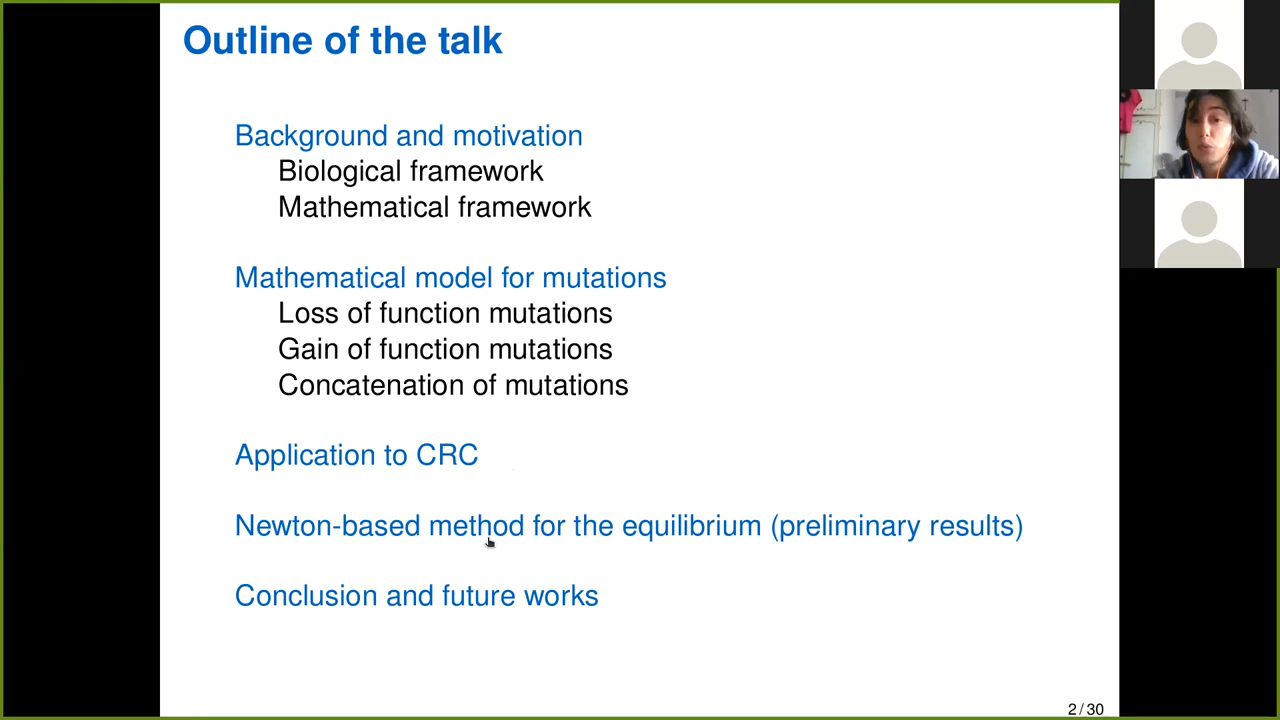 Outline of the talk
Background and motivation
Biological framework
Mathematical framework
Mathematical model for mutations
Loss of function mutations
Gain of function mutations
Concatenation of mutations
Application to CRC
Newton-based method for the equilibrium (preliminary results)
Conclusion and future works
2 / 30